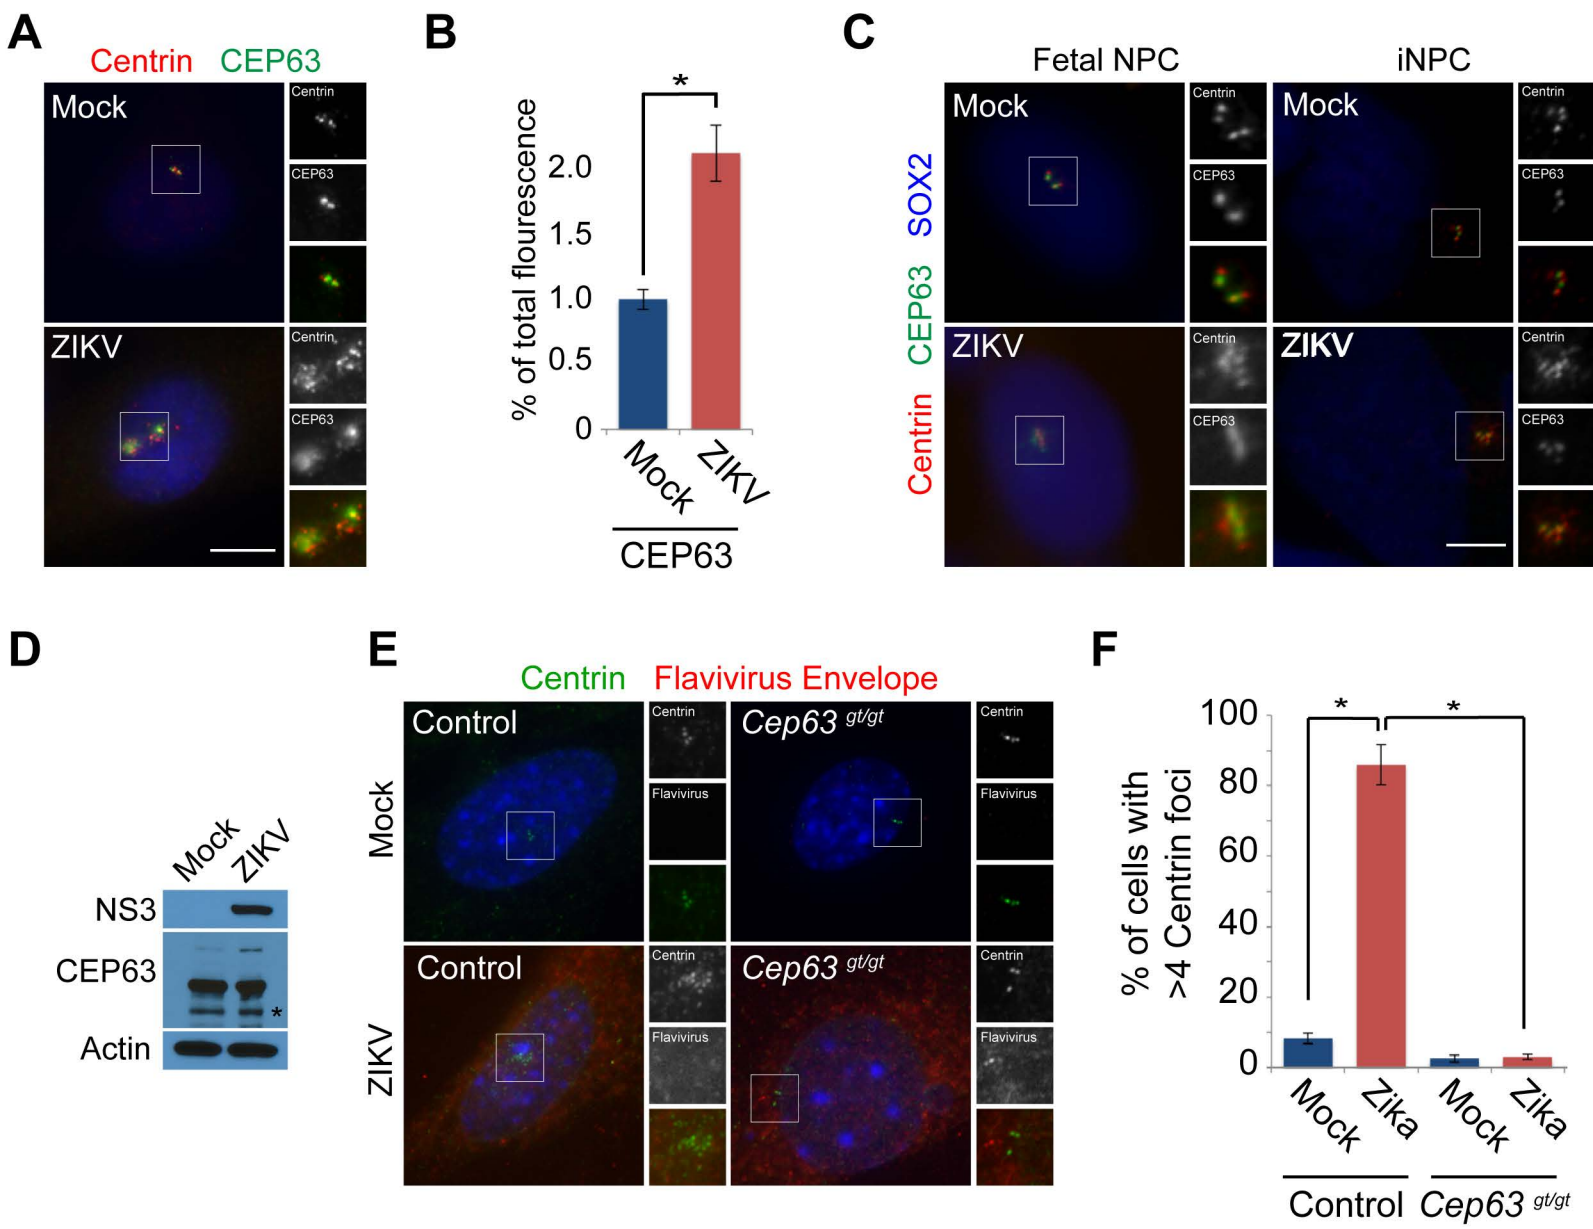 A
Centrin CEP63
Mock
Centrin
CEP63
ZIKV
Centrin
CEP63
B
% of total flourescence
*
2.0
1.5
1.0
0.5
0
Mock
ZIKV
CEP63
C
Fetal NPC
iNPC
Centrin CEP63 SOX2
Mock
Centrin
CEP63
Mock
Centrin
CEP63
ZIKV
Centrin
CEP63
ZIKV
Centrin
CEP63
D
Mock
ZIKV
NS3
CEP63
*
Actin
E
Centrin Flavivirus Envelope
Mock
Control
Centrin
Flavivirus
Cep63 gt/gt
Centrin
Flavivirus
ZIKV
Control
Centrin
Flavivirus
Cep63 gt/gt
Centrin
Flavivirus
F
% of cells with
>4 Centrin foci
*
*
100
80
60
40
20
0
Mock
Zika
Mock
Zika
Control
Cep63 gt/gt